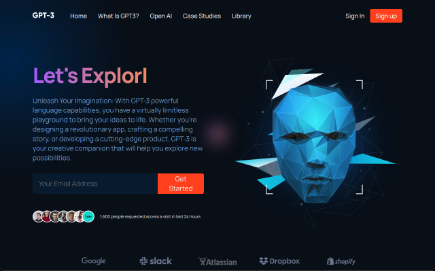 GPT-3
Home What Is GPT3? Open AI Case Studies Library
Sign In Sign up
Let's Explorl
Unleash Your Imagination: With GPT-3 powerful
language capabilities, you have a virtually limitless
playground to bring your ideas to life. Whether you're
designing a revolutionary app, crafting a compelling
story, or developing a cutting-edge product, GPT-3 is
your creative companion that will help you explore new
possibilities.
Your Email Address
Get
Started
1,600 people requested access a visit in last 24 hours
Google slack Atlassian Dropbox shopify